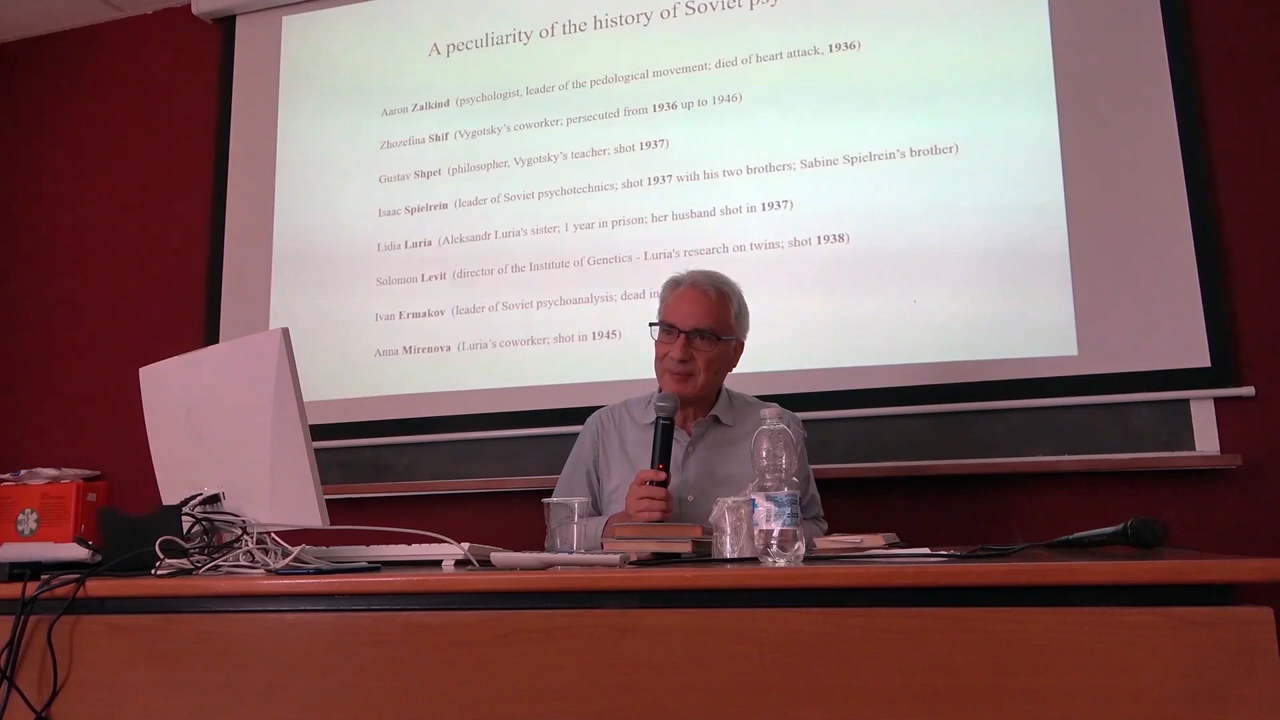 A peculiarity of the history of Soviet
Aaron Zalkind (psychologist, leader of the pedological movement; died of heart attack, 1936)
Zhozefina Shif (Vygotsky's coworker; persecuted from 1936 up to 1946)
Gustav Shpet (philosopher, Vygotsky's teacher; shot 1937)
Isaac Spielrein (leader of Soviet psychotechnics; shot 1937 with his two brothers; Sabine Spielrein's brother)
Lidia Luria (Aleksandr Luria's sister; 1 year in prison; her husband shot in 1937)
Solomon Levit (director of the Institute of Genetics - Luria's research on twins; shot 1938)
Ivan Ermakov (leader of Soviet psychoanalysis; dead in
Anna Mirenova (Luria's coworker; shot in 1945)